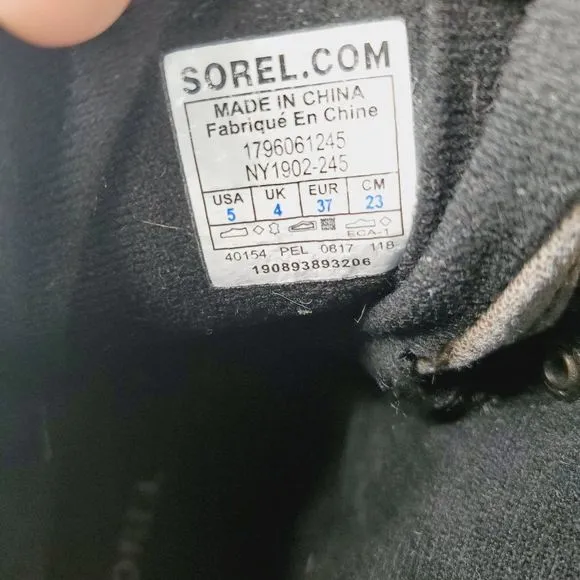 SOREL.COM
MADE IN CHINA
Fabriqué En Chine
1796061245
NY1902-245
USA UK EUR CM
5 4 37 23
ECA-1
40154 PEL 0817 118
190893893206